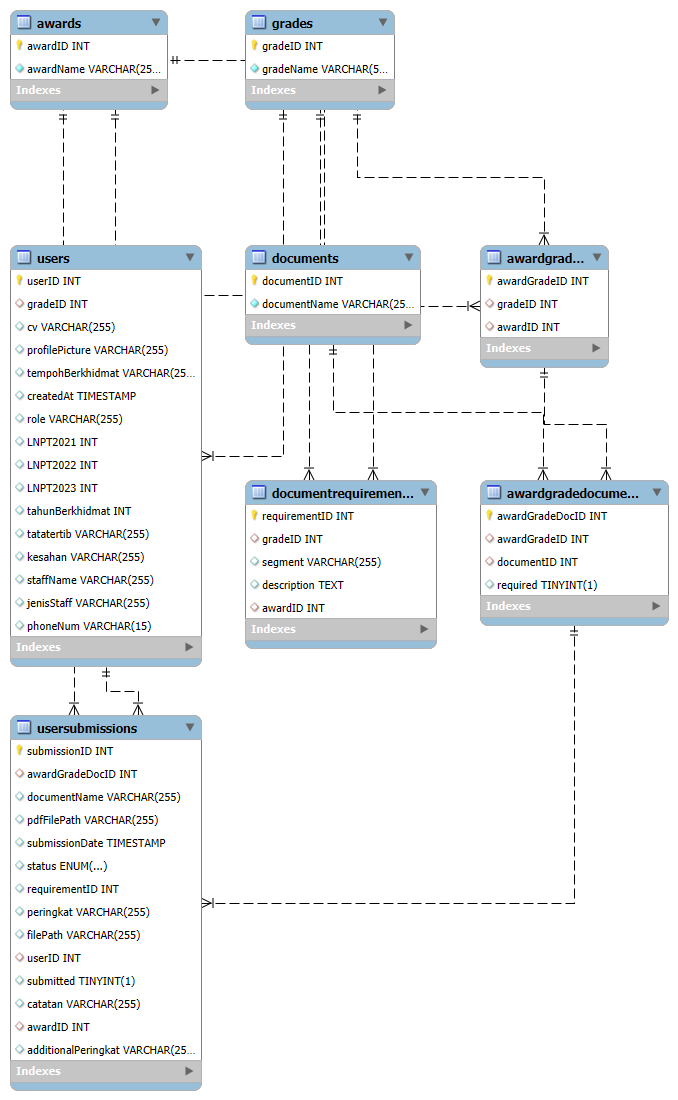 awards
awardID INT
awardName VARCHAR(25...
Indexes
grades
gradeID INT
gradeName VARCHAR(5...
Indexes
users
userID INT
gradeID INT
cv VARCHAR(255)
profilePicture VARCHAR(255)
tempohBerkhidmat VARCHAR(25...
createdAt TIMESTAMP
role VARCHAR(255)
LNPT2021 INT
LNPT2022 INT
LNPT2023 INT
tahunBerkhidmat INT
tatatertib VARCHAR(255)
kesahan VARCHAR(255)
staffName VARCHAR(255)
jenisStaff VARCHAR(255)
phoneNum VARCHAR(15)
Indexes
documents
documentID INT
documentName VARCHAR(25...
Indexes
awardgrad...
awardGradeID INT
gradeID INT
awardID INT
Indexes
documentrequiremen...
requirementID INT
gradeID INT
segment VARCHAR(255)
description TEXT
awardID INT
Indexes
awardgradedocume...
awardGradeDocID INT
awardGradeID INT
documentID INT
required TINYINT(1)
Indexes
usersubmissions
submissionID INT
awardGradeDocID INT
documentName VARCHAR(255)
pdfFilePath VARCHAR(255)
submissionDate TIMESTAMP
status ENUM(...)
requirementID INT
peringkat VARCHAR(255)
filePath VARCHAR(255)
userID INT
submitted TINYINT(1)
catatan VARCHAR(255)
awardID INT
additionalPeringkat VARCHAR(25...
Indexes